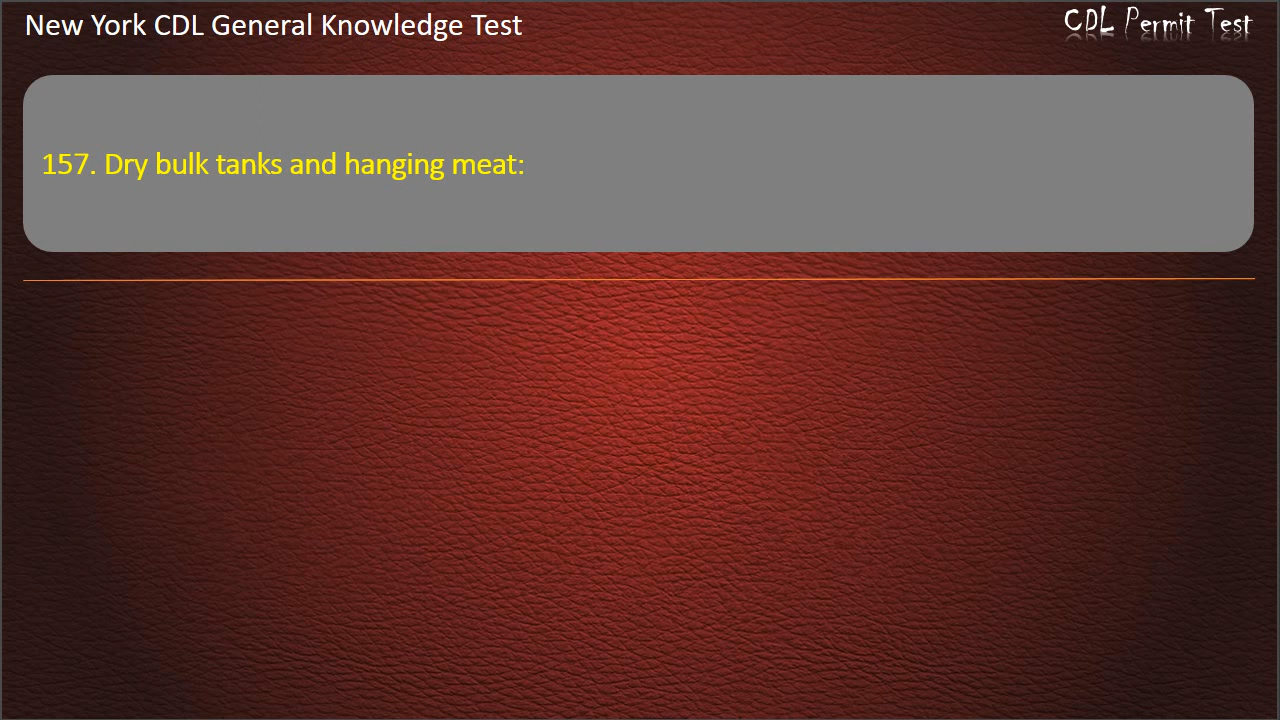 New York CDL General Knowledge Test
CDL Permit Test
157. Dry bulk tanks and hanging meat: